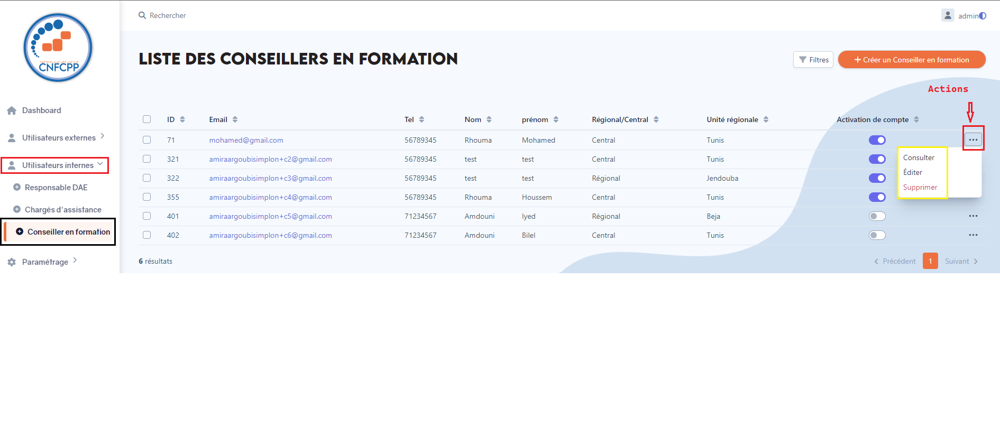 CNFCPP
Rechercher
admin
LISTE DES CONSEILLERS EN FORMATION
Filtres
Créer un Conseiller en formation
Actions
Dashboard
Utilisateurs externes
Utilisateurs internes
Responsable DAE
Chargés d'assistance
Conseiller en formation
Paramétrage
ID Email Tel Nom prénom Régional/Central Unité régionale Activation de compte
71 mohamed@gmail.com 56789345 Rhouma Mohamed Central Tunis
321 amiraargoubisimplon+c2@gmail.com 56789345 test test Central Tunis
322 amiraargoubisimplon+c3@gmail.com 56789345 test test Régional Jendouba
355 amiraargoubisimplon+c4@gmail.com 56789345 Rhouma Houssem Central Tunis
401 amiraargoubisimplon+c5@gmail.com 71234567 Amdouni Iyed Régional Beja
402 amiraargoubisimplon+c6@gmail.com 71234567 Amdouni Bilel Central Tunis
Consulter
Éditer
Supprimer
6 résultats
Précédent 1 Suivant